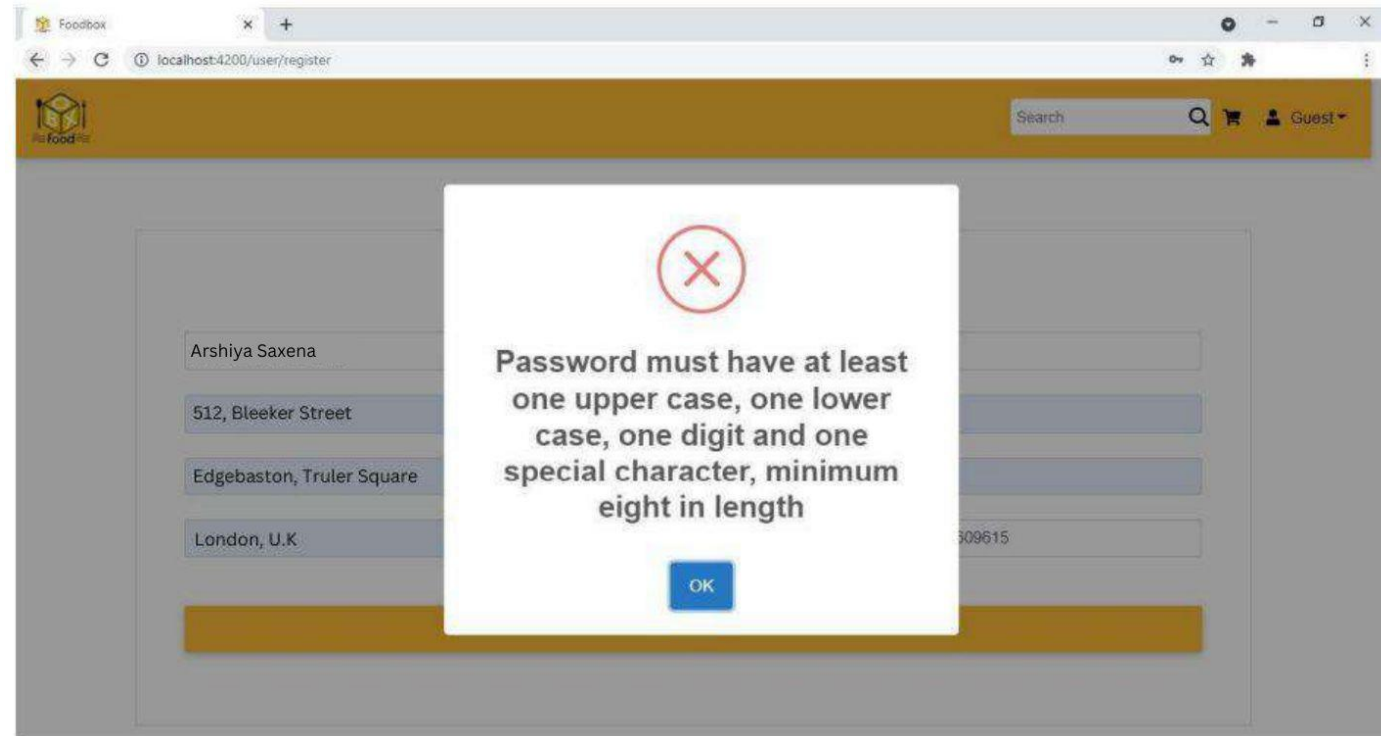 Foodbox
localhost:4200/user/register
food
Search
Guest
Arshiya Saxena
512, Bleeker Street
Edgebaston, Truler Square
London, U.K
609615
Password must have at least
one upper case, one lower
case, one digit and one
special character, minimum
eight in length
OK